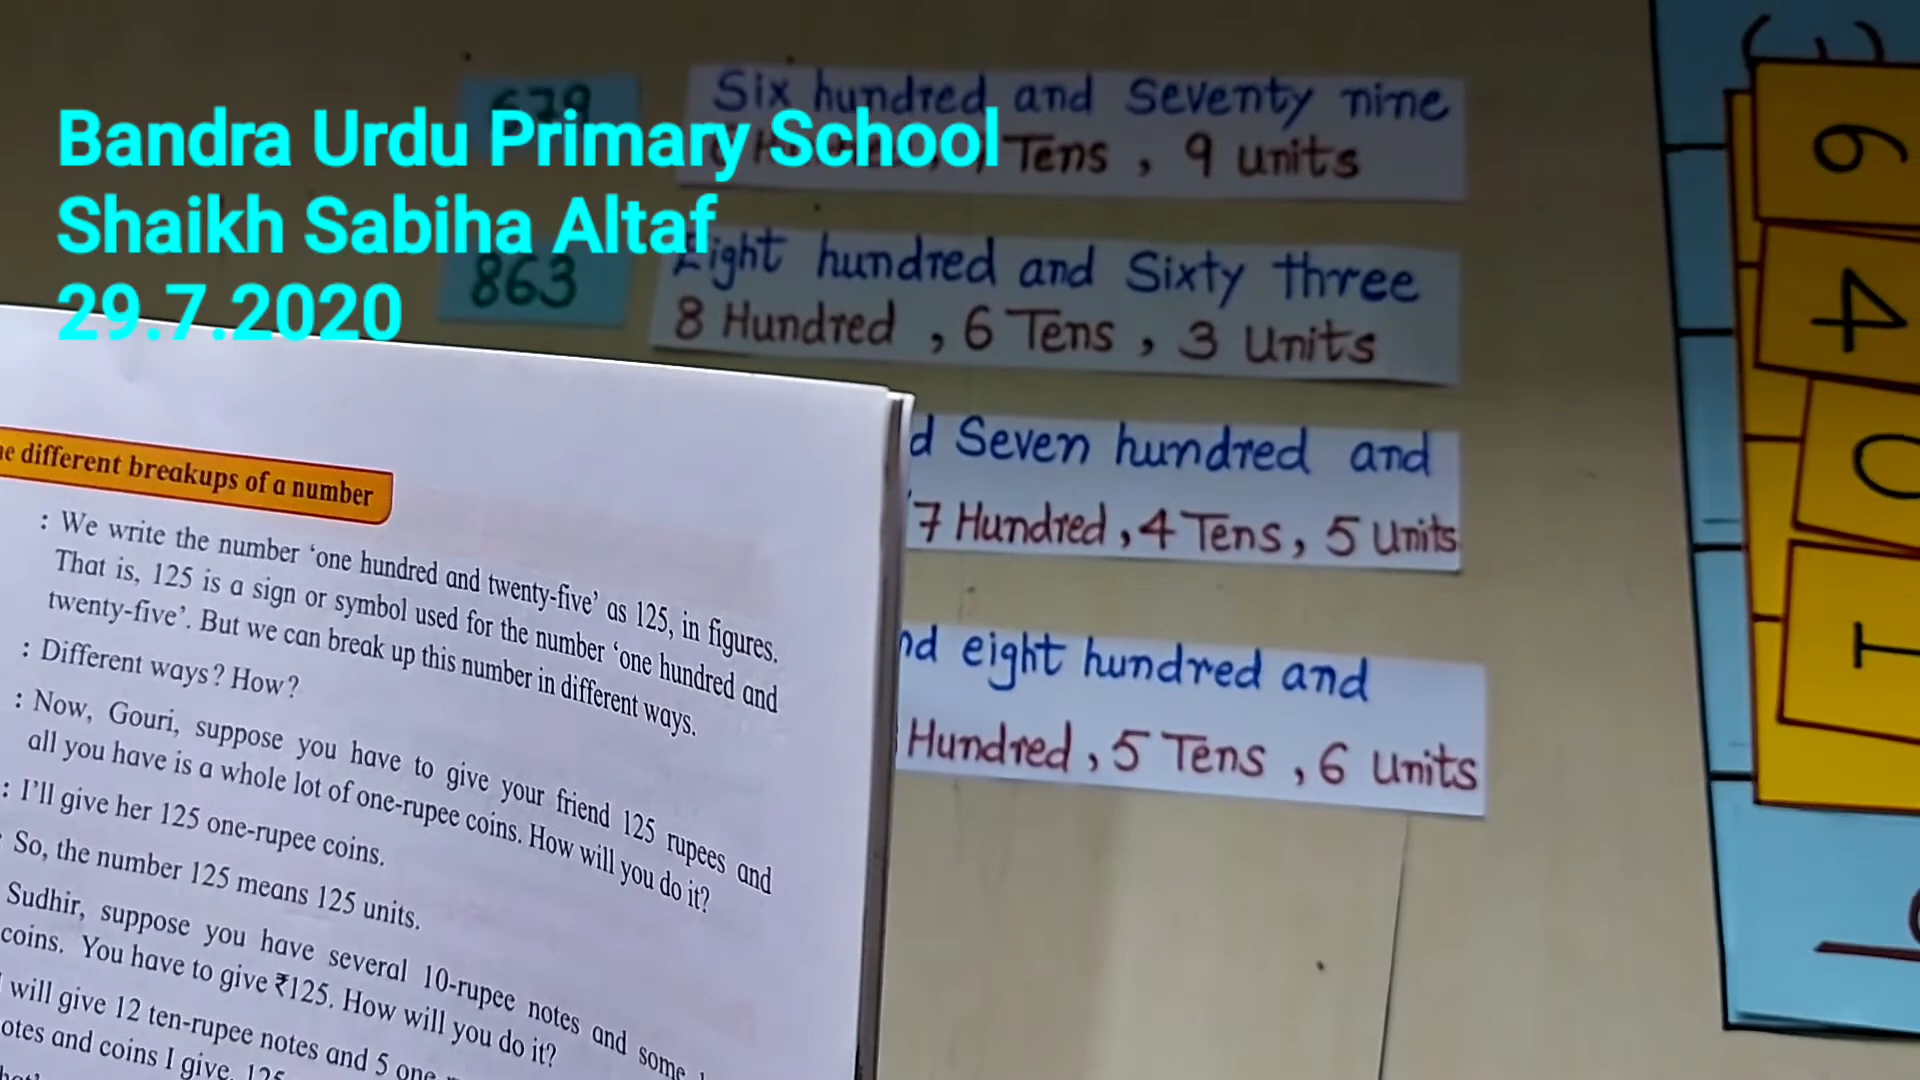 Bandra Urdu Primary School
Shaikh Sabiha Altaf
29.7.2020
679
Six hundred and Seventy nine
Tens , 9 units
863
Eight hundred and Sixty three
8 Hundred , 6 Tens , 3 Units
d Seven hundred and
7 Hundred , 4 Tens , 5 Units
nd eight hundred and
Hundred , 5 Tens , 6 Units
he different breakups of a number
: We write the number ‘one hundred and twenty-five’ as 125, in figures.
That is, 125 is a sign or symbol used for the number ‘one hundred and
twenty-five’. But we can break up this number in different ways.
: Different ways? How?
: Now, Gouri, suppose you have to give your friend 125 rupees and
all you have is a whole lot of one-rupee coins. How will you do it?
: I’ll give her 125 one-rupee coins.
: So, the number 125 means 125 units.
Sudhir, suppose you have several 10-rupee notes and some
coins. You have to give ₹125. How will you do it?
will give 12 ten-rupee notes and 5 one
otes and coins I give, 125
6
4
0
1